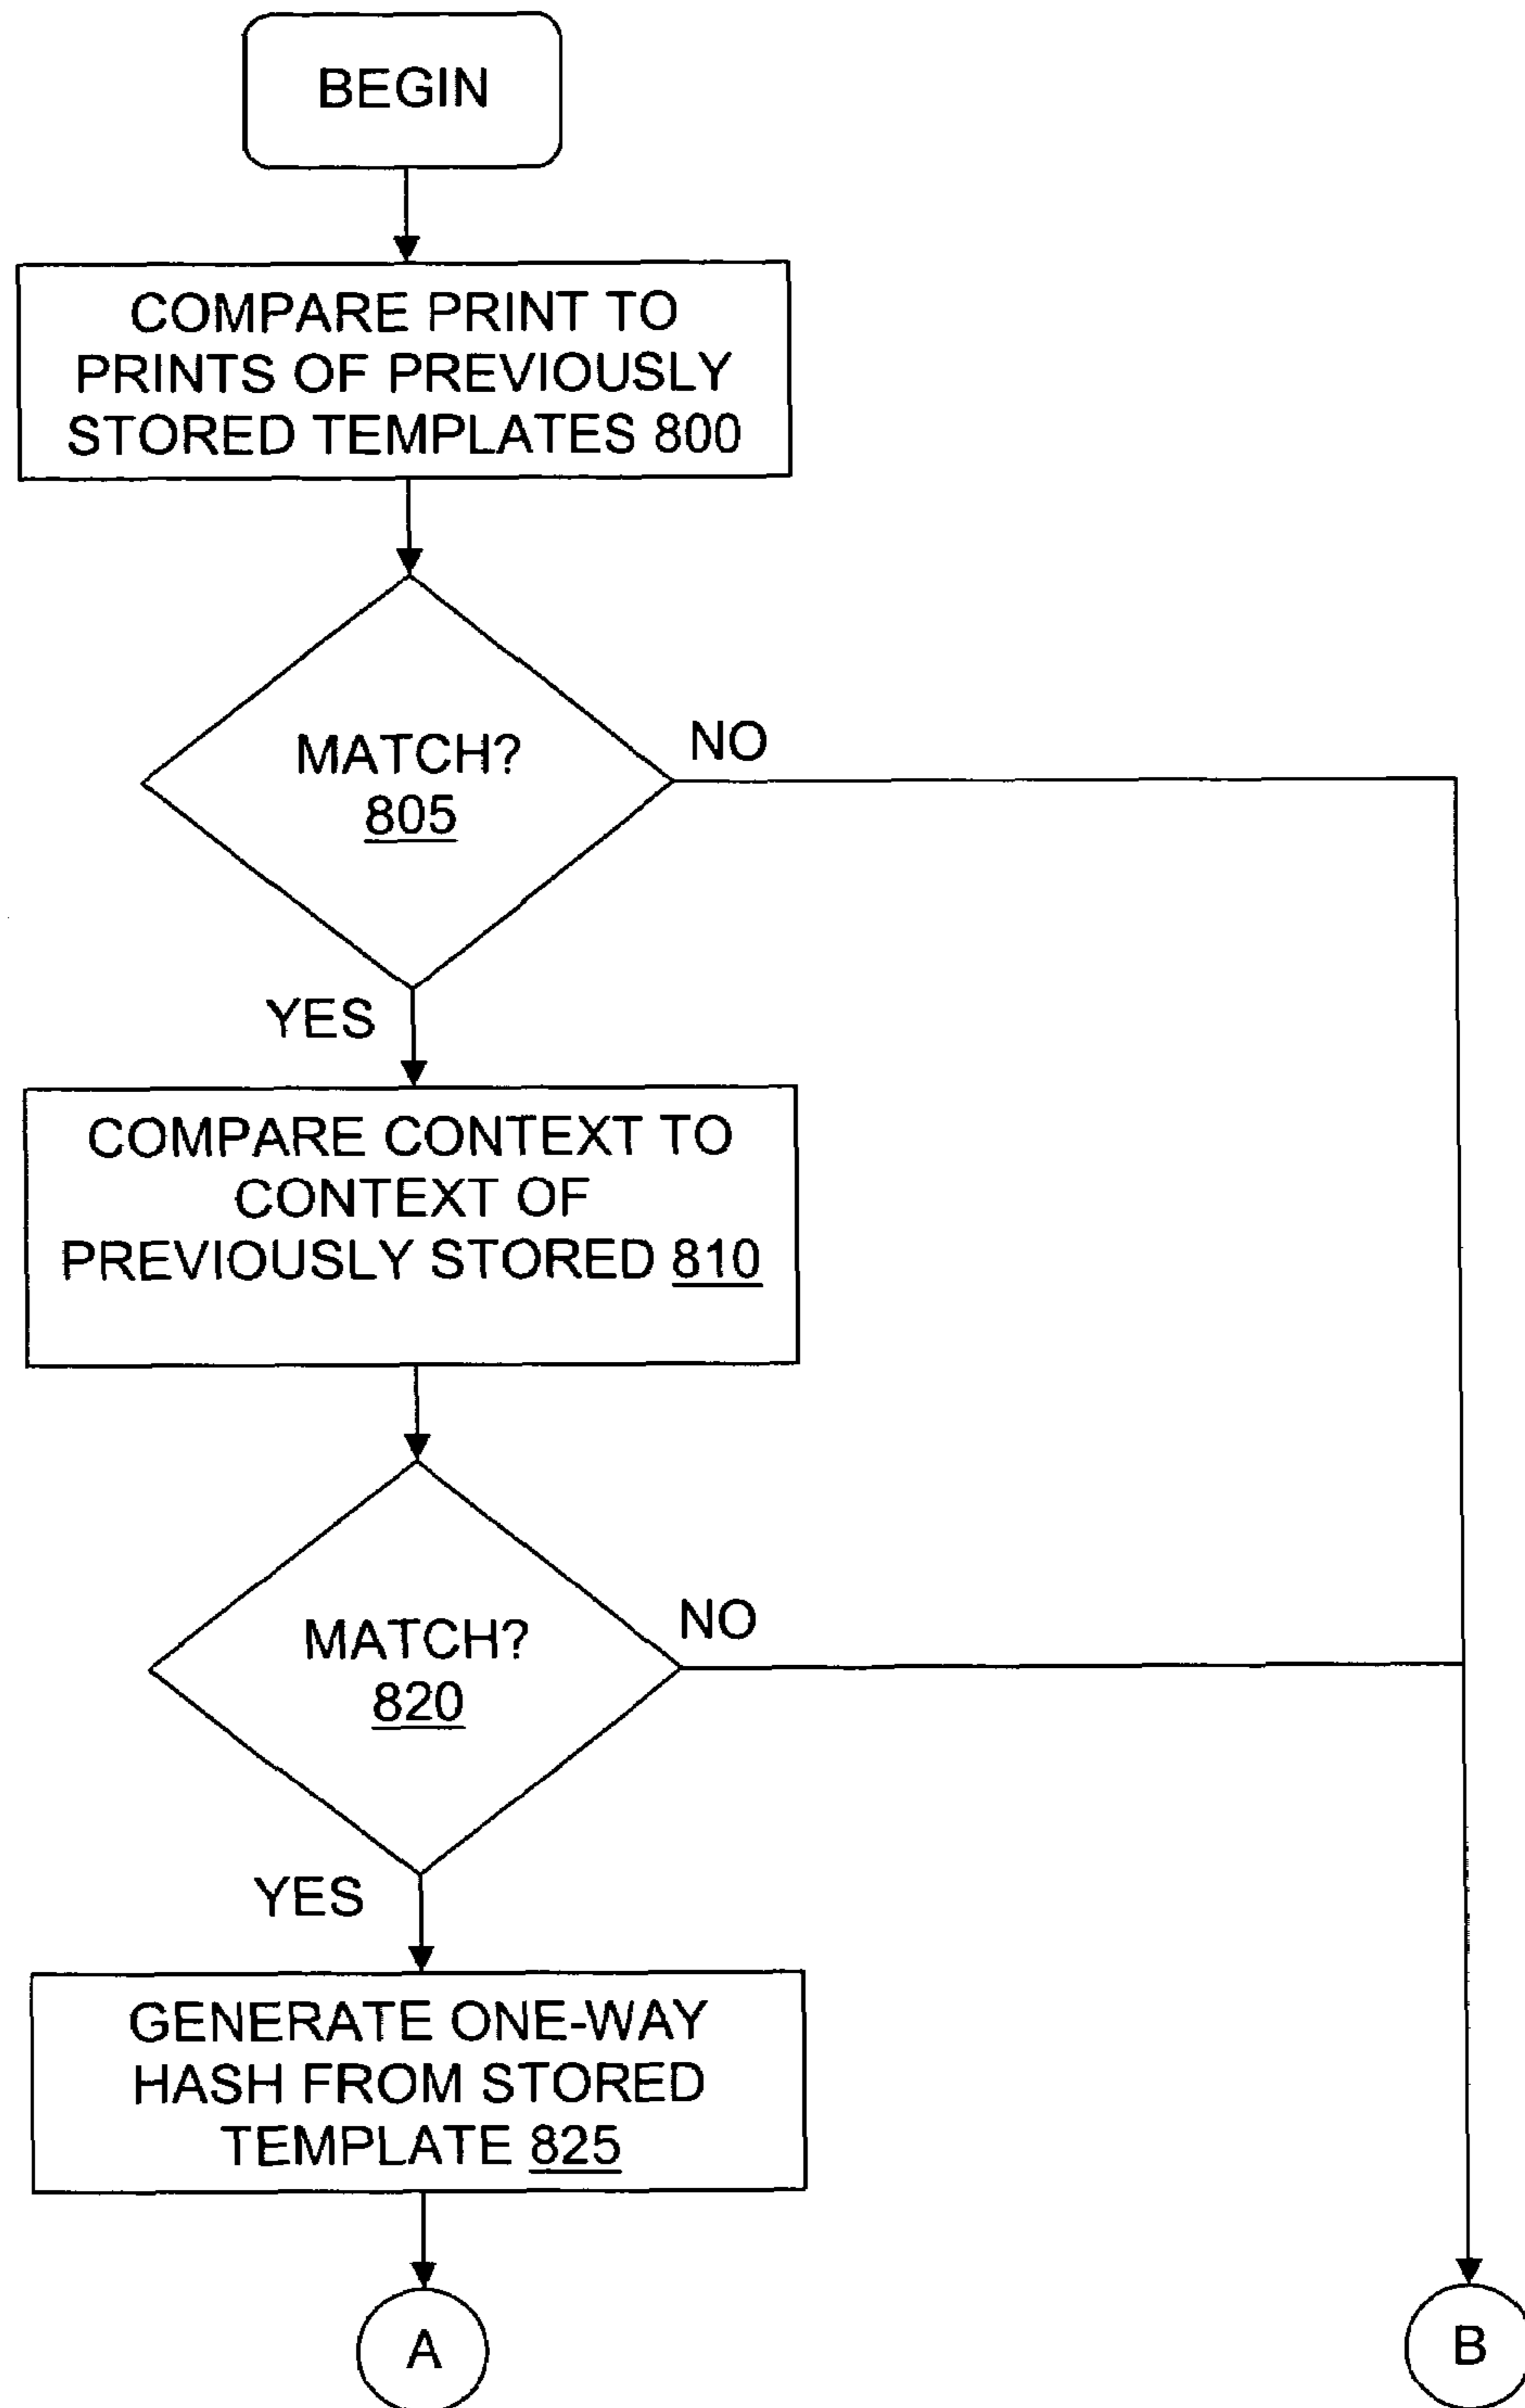 BEGIN
COMPARE PRINT TO
PRINTS OF PREVIOUSLY
STORED TEMPLATES 800
MATCH?
805
NO
YES
COMPARE CONTEXT TO
CONTEXT OF
PREVIOUSLY STORED 810
MATCH?
820
NO
YES
GENERATE ONE-WAY
HASH FROM STORED
TEMPLATE 825
A
B